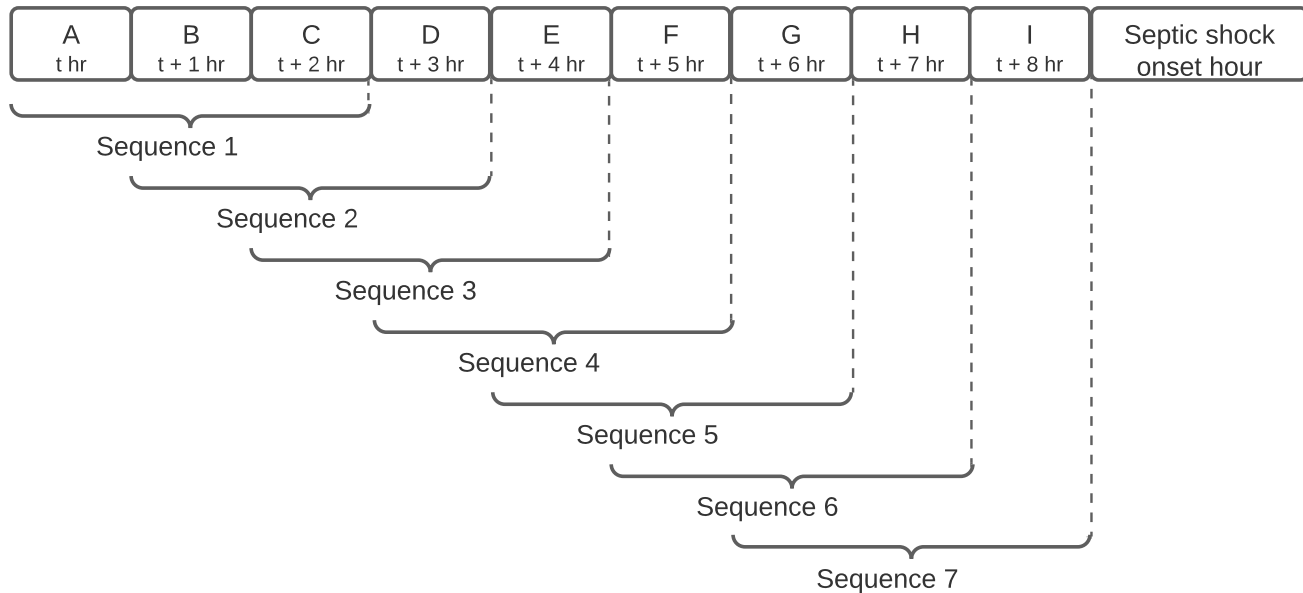 A
t hr
B
t + 1 hr
C
t + 2 hr
D
t + 3 hr
E
t + 4 hr
F
t + 5 hr
G
t + 6 hr
H
t + 7 hr
I
t + 8 hr
Septic shock
onset hour
Sequence 1
Sequence 2
Sequence 3
Sequence 4
Sequence 5
Sequence 6
Sequence 7